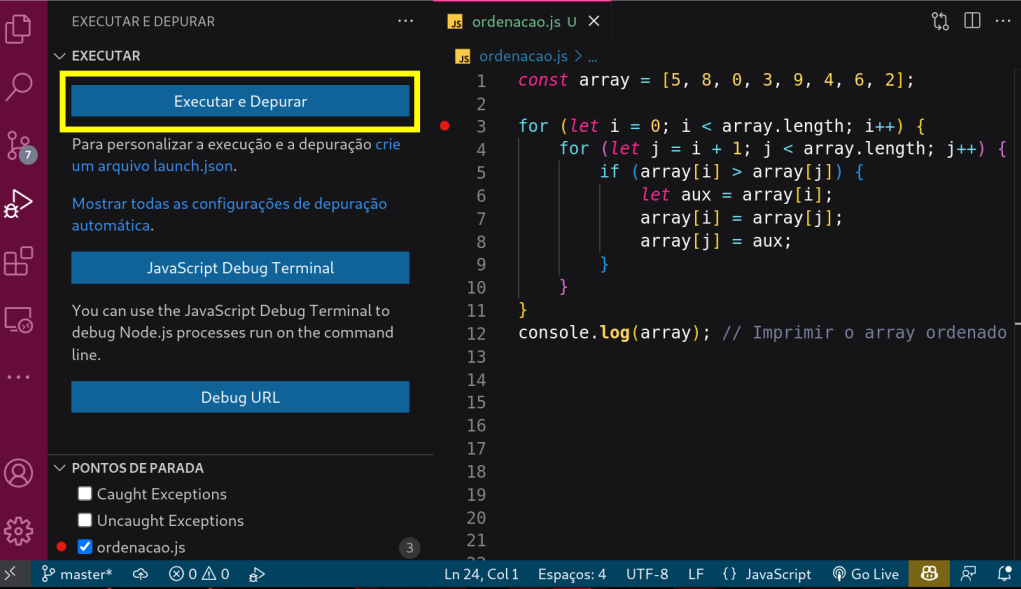 EXECUTAR E DEPURAR
EXECUTAR
Executar e Depurar
Para personalizar a execução e a depuração crie
um arquivo launch.json.
Mostrar todas as configurações de depuração
automática.
JavaScript Debug Terminal
You can use the JavaScript Debug Terminal to
debug Node.js processes run on the command
line.
Debug URL
PONTOS DE PARADA
Caught Exceptions
Uncaught Exceptions
ordenacao.js 3
7
JS ordenacao.js U
JS ordenacao.js > ...
1 const array = [5, 8, 0, 3, 9, 4, 6, 2];
2
3 for (let i = 0; i < array.length; i++) {
4 for (let j = i + 1; j < array.length; j++) {
5 if (array[i] > array[j]) {
6 let aux = array[i];
7 array[i] = array[j];
8 array[j] = aux;
9 }
10 }
11 }
12 console.log(array); // Imprimir o array ordenado
13
14
15
16
17
18
19
20
21
master* 0 0 Ln 24, Col 1 Espaços: 4 UTF-8 LF {} JavaScript Go Live